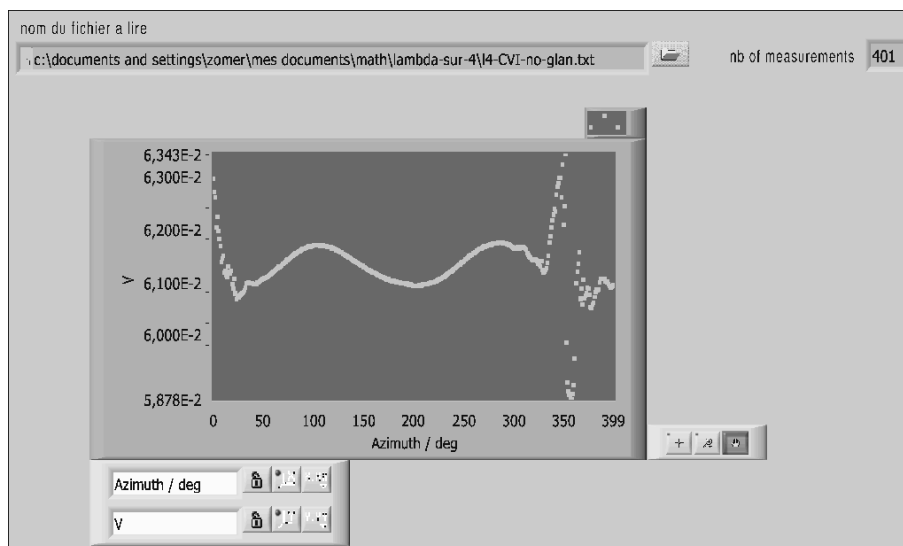 nom du fichier a lire
c:\documents and settings\zomer\mes documents\math\lambda-sur-4\l4-CVI-no-glan.txt
nb of measurements 401
6,343E-2
6,300E-2
6,200E-2
6,100E-2
6,000E-2
5,878E-2
V
0 50 100 150 200 250 300 350 399
Azimuth / deg
Azimuth / deg
V